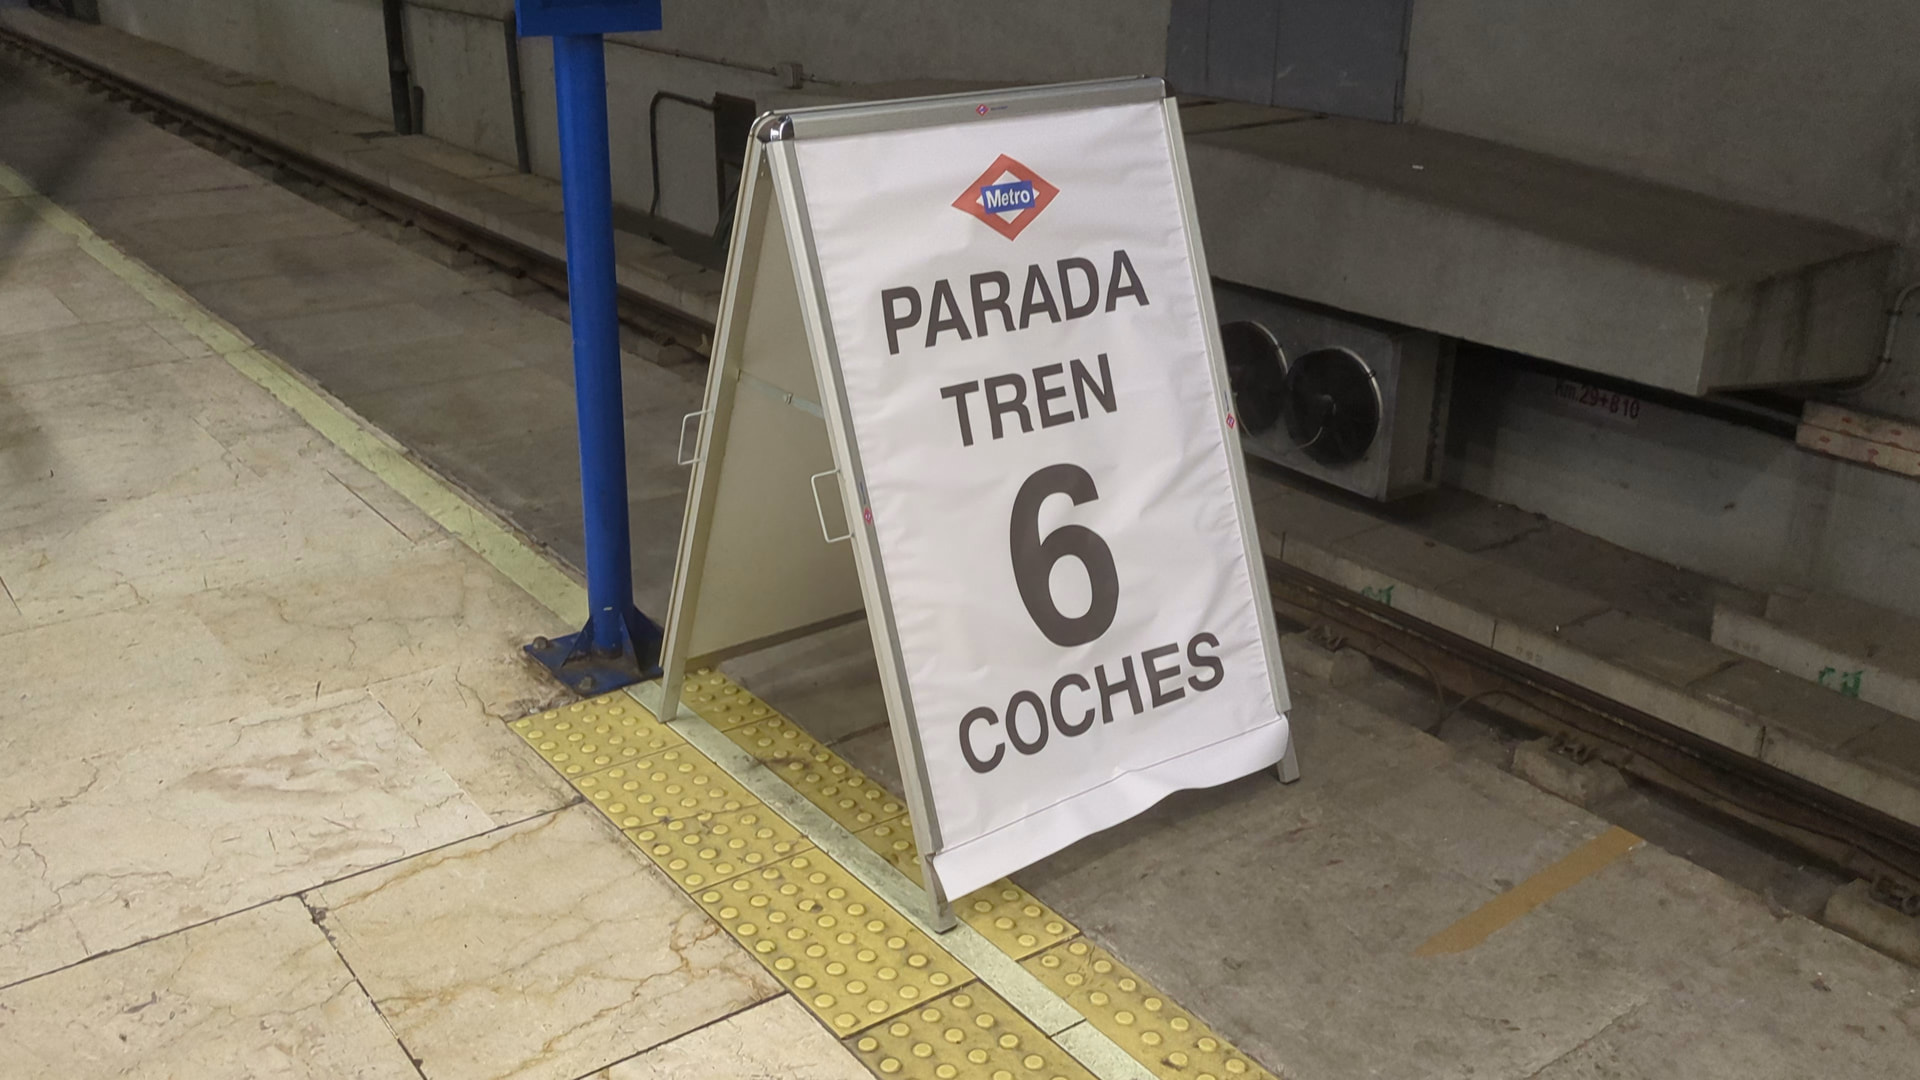 Metro
PARADA
TREN
6
COCHES
Km.29+810